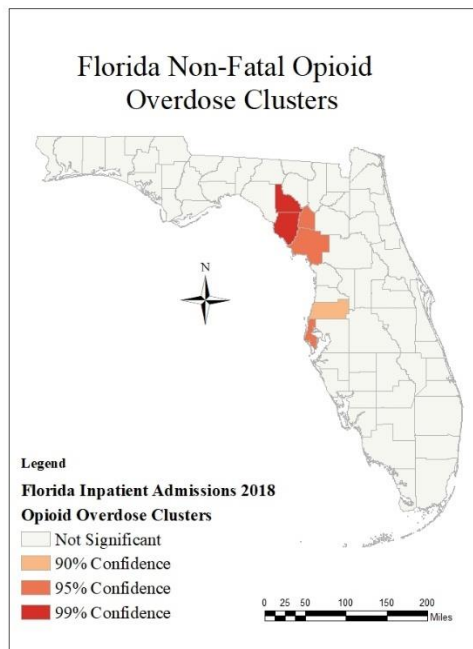 Florida Non-Fatal Opioid
Overdose Clusters
N
Legend
Florida Inpatient Admissions 2018
Opioid Overdose Clusters
Not Significant
90% Confidence
95% Confidence
99% Confidence
0 25 50 100 150 200
Miles